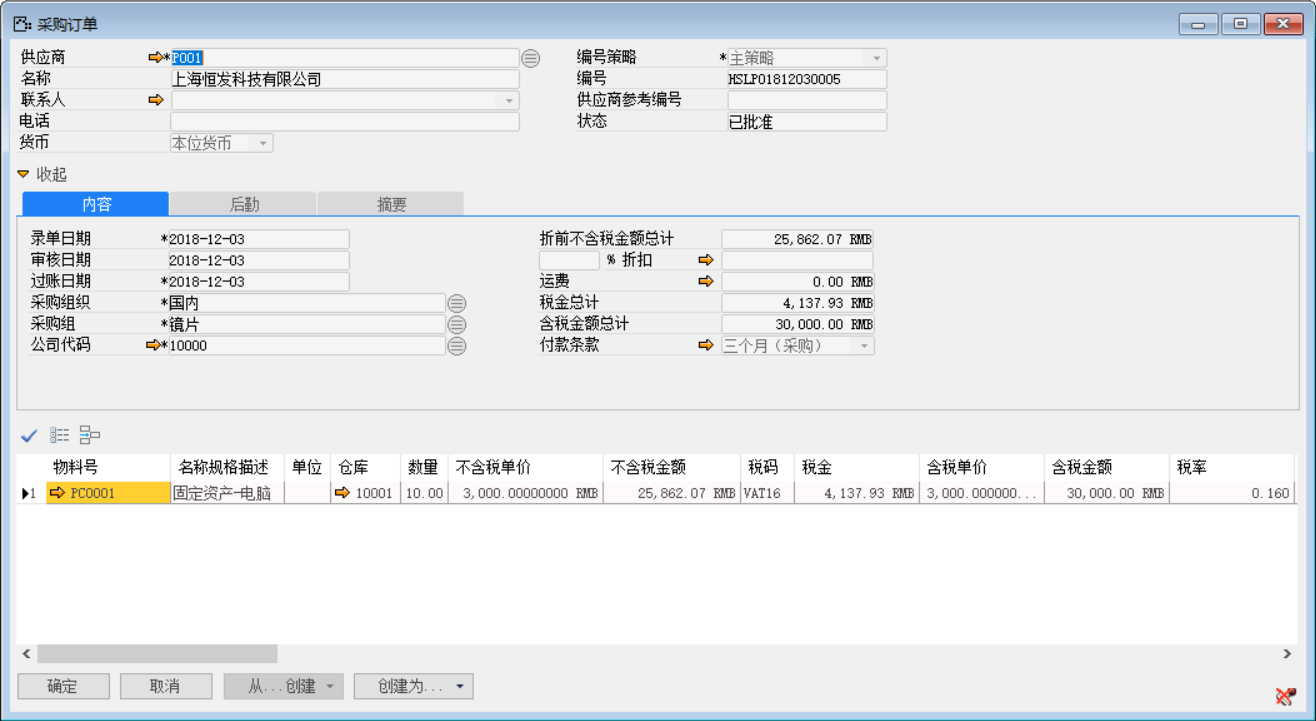 采购订单
供应商 *P001 编号策略 *主策略
名称 上海恒发科技有限公司 编号 HSLP01812030005
联系人 供应商参考编号
电话 状态 已批准
货币 本位货币
收起
内容 后勤 摘要
录单日期 *2018-12-03 折前不含税金额总计 25,862.07 RMB
审核日期 2018-12-03 % 折扣
过账日期 *2018-12-03 运费 0.00 RMB
采购组织 *国内 税金总计 4,137.93 RMB
采购组 *镜片 含税金额总计 30,000.00 RMB
公司代码 *10000 付款条款 三个月（采购）
物料号 名称规格描述 单位 仓库 数量 不含税单价 不含税金额 税码 税金 含税单价 含税金额 税率
1 PC0001 固定资产-电脑 10001 10.00 3,000.00000000 RMB 25,862.07 RMB VAT16 4,137.93 RMB 3,000.000000... 30,000.00 RMB 0.160
确定 取消 从...创建 创建为...